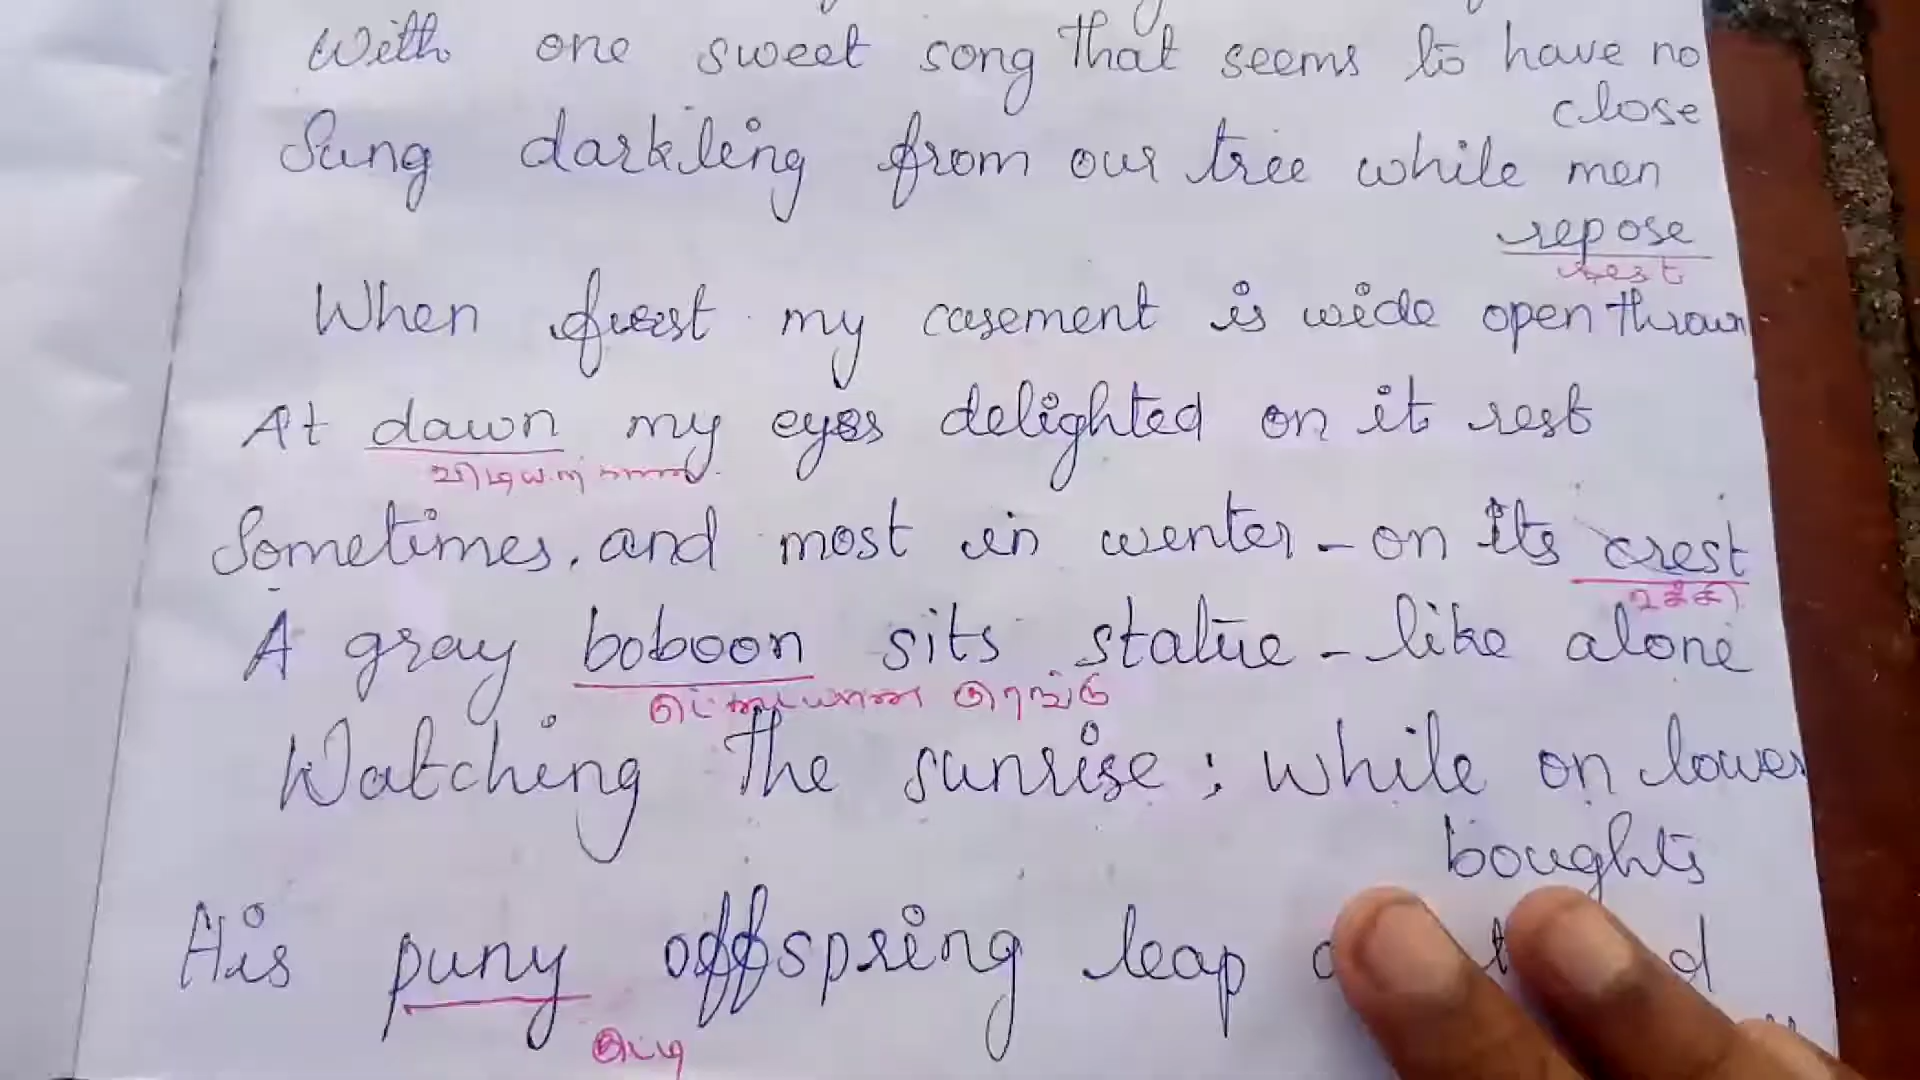 With one sweet song that seems to have no
close
Sung darkling from our tree while men
repose
rest
When first my casement is wide open thrown
At dawn my eyes delighted on it rest
Sometimes, and most in winter - on its crest
உச்சி
A gray boboon sits statue - like alone
குரங்கு
Watching the sunrise ; while on lower
boughts
His puny offspring leap
குட்டி